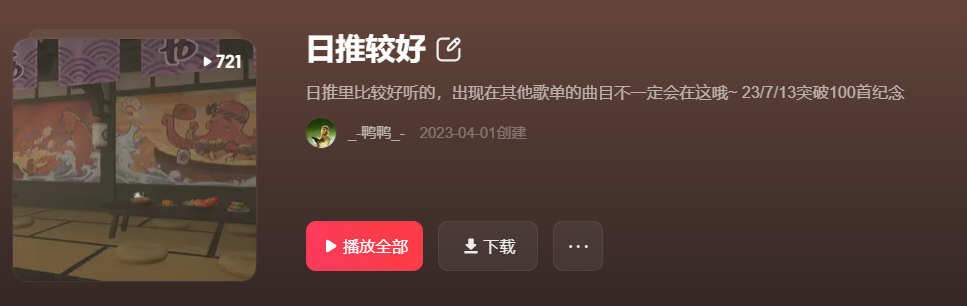 721
日推较好
日推里比较好听的，出现在其他歌单的曲目不一定会在这哦~ 23/7/13突破100首纪念
_-鸭鸭_-
2023-04-01创建
播放全部
下载